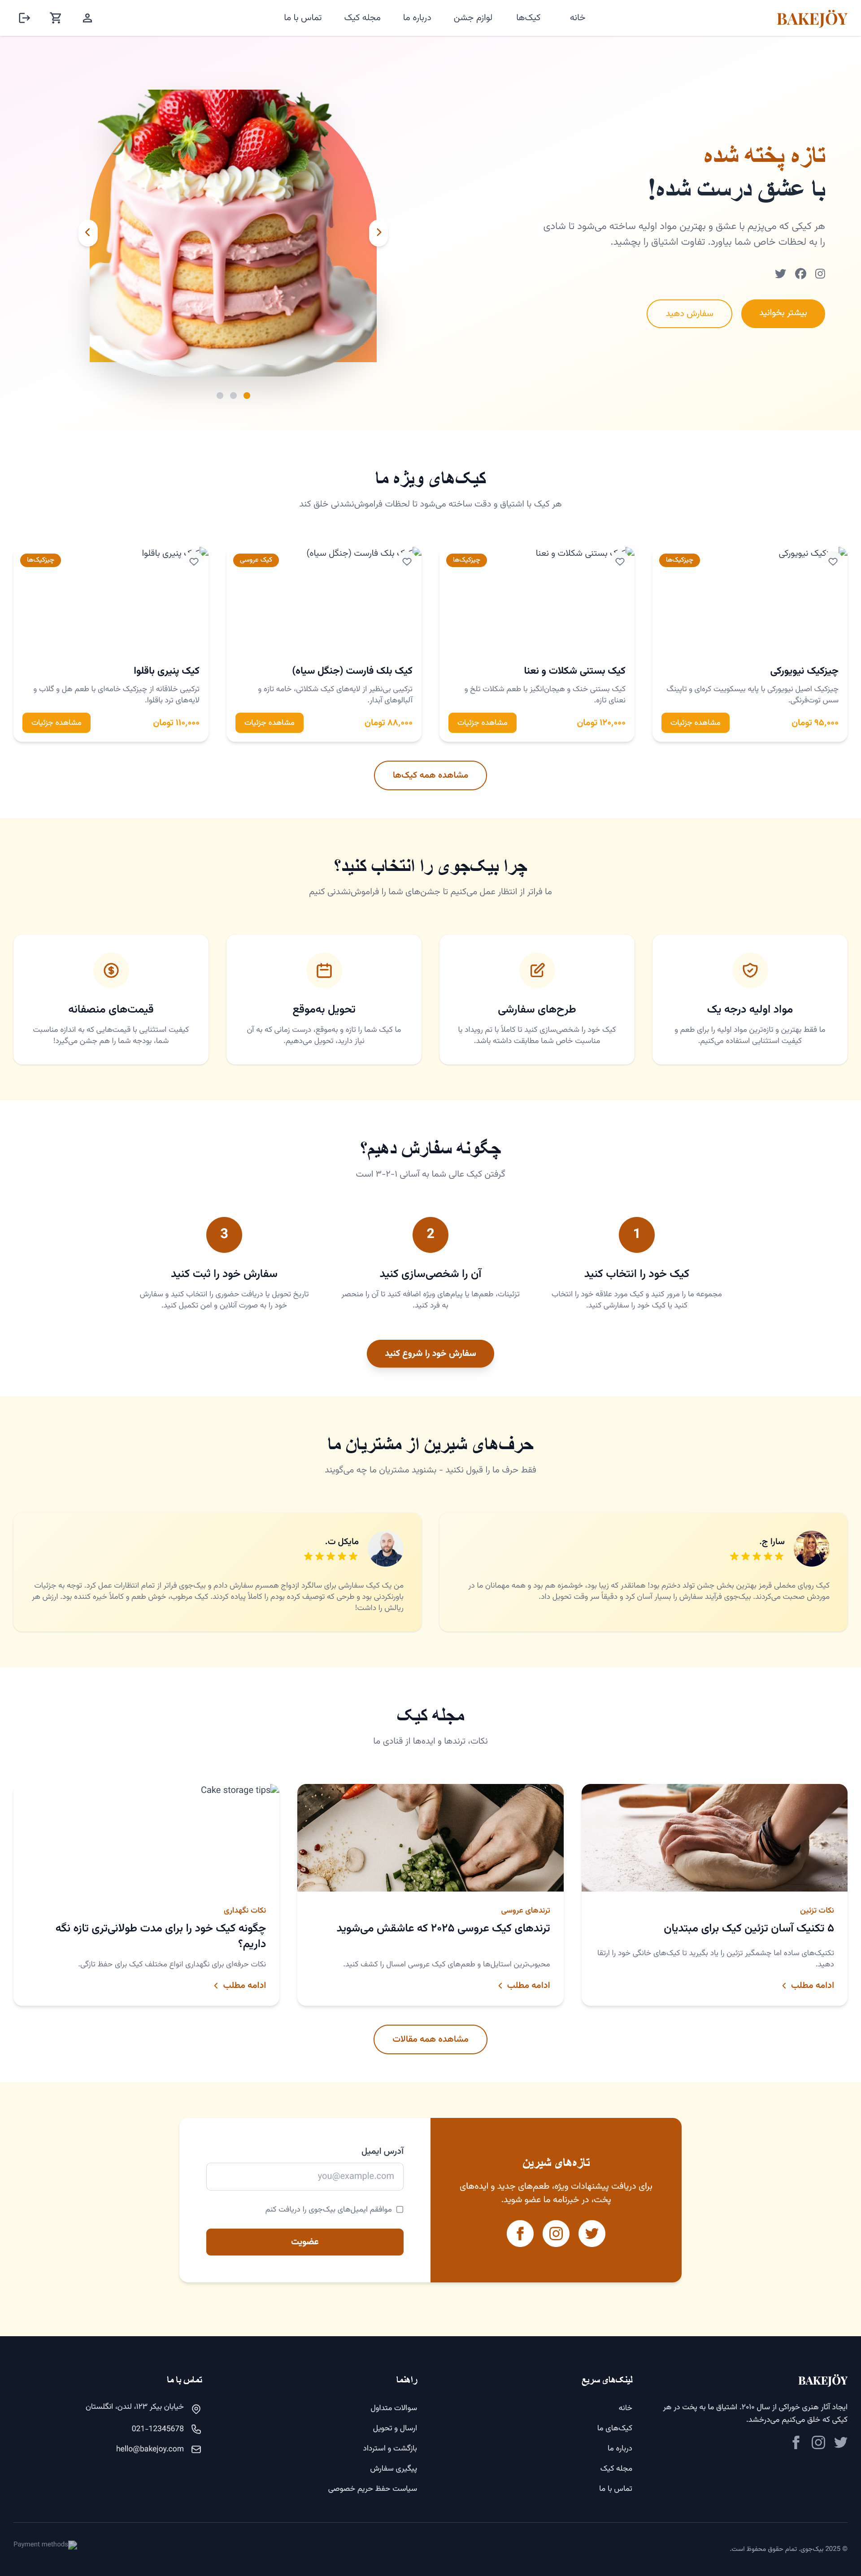 BAKEJÖY
خانه
کیک‌ها
لوازم جشن
درباره ما
مجله کیک
تماس با ما
تازه پخته شده
با عشق درست شده!
هر کیکی که می‌پزیم با عشق و بهترین مواد اولیه ساخته می‌شود تا شادی
را به لحظات خاص شما بیاورد. تفاوت اشتیاق را بچشید.
بیشتر بخوانید
سفارش دهید
کیک‌های ویژه ما
هر کیک با اشتیاق و دقت ساخته می‌شود تا لحظات فراموش‌نشدنی خلق کند
کیک نیویورکی
چیزکیک‌ها
چیزکیک نیویورکی
چیزکیک اصیل نیویورکی با پایه بیسکوییت کره‌ای و تاپینگ
سس توت‌فرنگی.
۹۵,۰۰۰ تومان
مشاهده جزئیات
کیک بستنی شکلات و نعنا
چیزکیک‌ها
کیک بستنی شکلات و نعنا
کیک بستنی خنک و هیجان‌انگیز با طعم شکلات تلخ و
نعنای تازه.
۱۲۰,۰۰۰ تومان
مشاهده جزئیات
کیک بلک فارست (جنگل سیاه)
کیک عروسی
کیک بلک فارست (جنگل سیاه)
ترکیبی بی‌نظیر از لایه‌های کیک شکلاتی، خامه تازه و
آلبالوهای آبدار.
۸۸,۰۰۰ تومان
مشاهده جزئیات
کیک پنیری باقلوا
چیزکیک‌ها
کیک پنیری باقلوا
ترکیبی خلاقانه از چیزکیک خامه‌ای با طعم هل و گلاب و
لایه‌های ترد باقلوا.
۱۱۰,۰۰۰ تومان
مشاهده جزئیات
مشاهده همه کیک‌ها
چرا بیک‌جوی را انتخاب کنید؟
ما فراتر از انتظار عمل می‌کنیم تا جشن‌های شما را فراموش‌نشدنی کنیم
مواد اولیه درجه یک
ما فقط بهترین و تازه‌ترین مواد اولیه را برای طعم و
کیفیت استثنایی استفاده می‌کنیم.
طرح‌های سفارشی
کیک خود را شخصی‌سازی کنید تا کاملاً با تم رویداد یا
مناسبت خاص شما مطابقت داشته باشد.
تحویل به‌موقع
ما کیک شما را تازه و به‌موقع، درست زمانی که به آن
نیاز دارید، تحویل می‌دهیم.
قیمت‌های منصفانه
کیفیت استثنایی با قیمت‌هایی که به اندازه مناسبت
شما، بودجه شما را هم جشن می‌گیرد!
چگونه سفارش دهیم؟
گرفتن کیک عالی شما به آسانی ۱-۲-۳ است
1
کیک خود را انتخاب کنید
مجموعه ما را مرور کنید و کیک مورد علاقه خود را انتخاب
کنید یا کیک خود را سفارشی کنید.
2
آن را شخصی‌سازی کنید
تزئینات، طعم‌ها یا پیام‌های ویژه اضافه کنید تا آن را منحصر
به فرد کنید.
3
سفارش خود را ثبت کنید
تاریخ تحویل یا دریافت حضوری را انتخاب کنید و سفارش
خود را به صورت آنلاین و امن تکمیل کنید.
سفارش خود را شروع کنید
حرف‌های شیرین از مشتریان ما
فقط حرف ما را قبول نکنید - بشنوید مشتریان ما چه می‌گویند
سارا ج.
کیک رویای مخملی قرمز بهترین بخش جشن تولد دخترم بود! همانقدر که زیبا بود، خوشمزه هم بود و همه مهمانان ما در
موردش صحبت می‌کردند. بیک‌جوی فرآیند سفارش را بسیار آسان کرد و دقیقاً سر وقت تحویل داد.
مایکل ت.
من یک کیک سفارشی برای سالگرد ازدواج همسرم سفارش دادم و بیک‌جوی فراتر از تمام انتظارات عمل کرد. توجه به جزئیات
باورنکردنی بود و طرحی که توصیف کرده بودم را کاملاً پیاده کردند. کیک مرطوب، خوش طعم و کاملاً خیره کننده بود. ارزش هر
ریالش را داشت!
مجله کیک
نکات، ترندها و ایده‌ها از قنادی ما
نکات تزئین
۵ تکنیک آسان تزئین کیک برای مبتدیان
تکنیک‌های ساده اما چشمگیر تزئین را یاد بگیرید تا کیک‌های خانگی خود را ارتقا
دهید.
ادامه مطلب
ترندهای عروسی
ترندهای کیک عروسی ۲۰۲۵ که عاشقش می‌شوید
محبوب‌ترین استایل‌ها و طعم‌های کیک عروسی امسال را کشف کنید.
ادامه مطلب
Cake storage tips
نکات نگهداری
چگونه کیک خود را برای مدت طولانی‌تری تازه نگه
داریم؟
نکات حرفه‌ای برای نگهداری انواع مختلف کیک برای حفظ تازگی.
ادامه مطلب
مشاهده همه مقالات
تازه‌های شیرین
برای دریافت پیشنهادات ویژه، طعم‌های جدید و ایده‌های
پخت، در خبرنامه ما عضو شوید.
آدرس ایمیل
you@example.com
موافقم ایمیل‌های بیک‌جوی را دریافت کنم
عضویت
BAKEJÖY
ایجاد آثار هنری خوراکی از سال ۲۰۱۰. اشتیاق ما به پخت در هر
کیکی که خلق می‌کنیم می‌درخشد.
لینک‌های سریع
خانه
کیک‌های ما
درباره ما
مجله کیک
تماس با ما
راهنما
سوالات متداول
ارسال و تحویل
بازگشت و استرداد
پیگیری سفارش
سیاست حفظ حریم خصوصی
تماس با ما
خیابان بیکر ۱۲۳، لندن، انگلستان
021-12345678
hello@bakejoy.com
© 2025 بیک‌جوی. تمام حقوق محفوظ است.
Payment methods